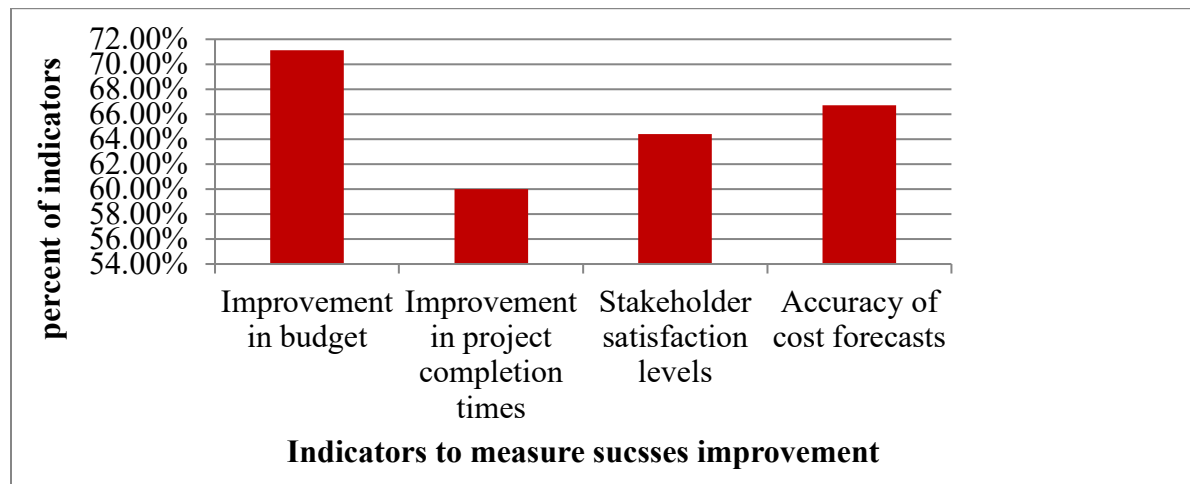 percent of indicators
72.00%
70.00%
68.00%
66.00%
64.00%
62.00%
60.00%
58.00%
56.00%
54.00%
Improvement
in budget
Improvement
in project
completion
times
Stakeholder
satisfaction
levels
Accuracy of
cost forecasts
Indicators to measure sucsses improvement